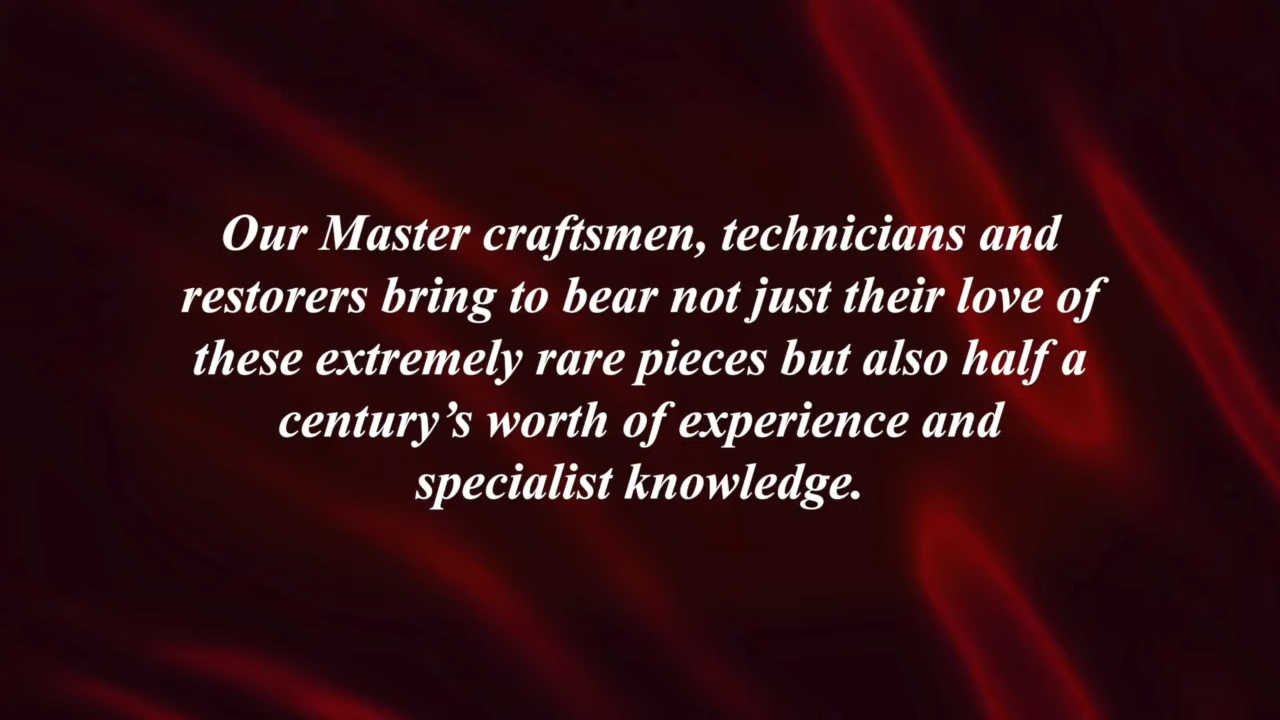 Our Master craftsmen, technicians and
restorers bring to bear not just their love of
these extremely rare pieces but also half a
century’s worth of experience and
specialist knowledge.